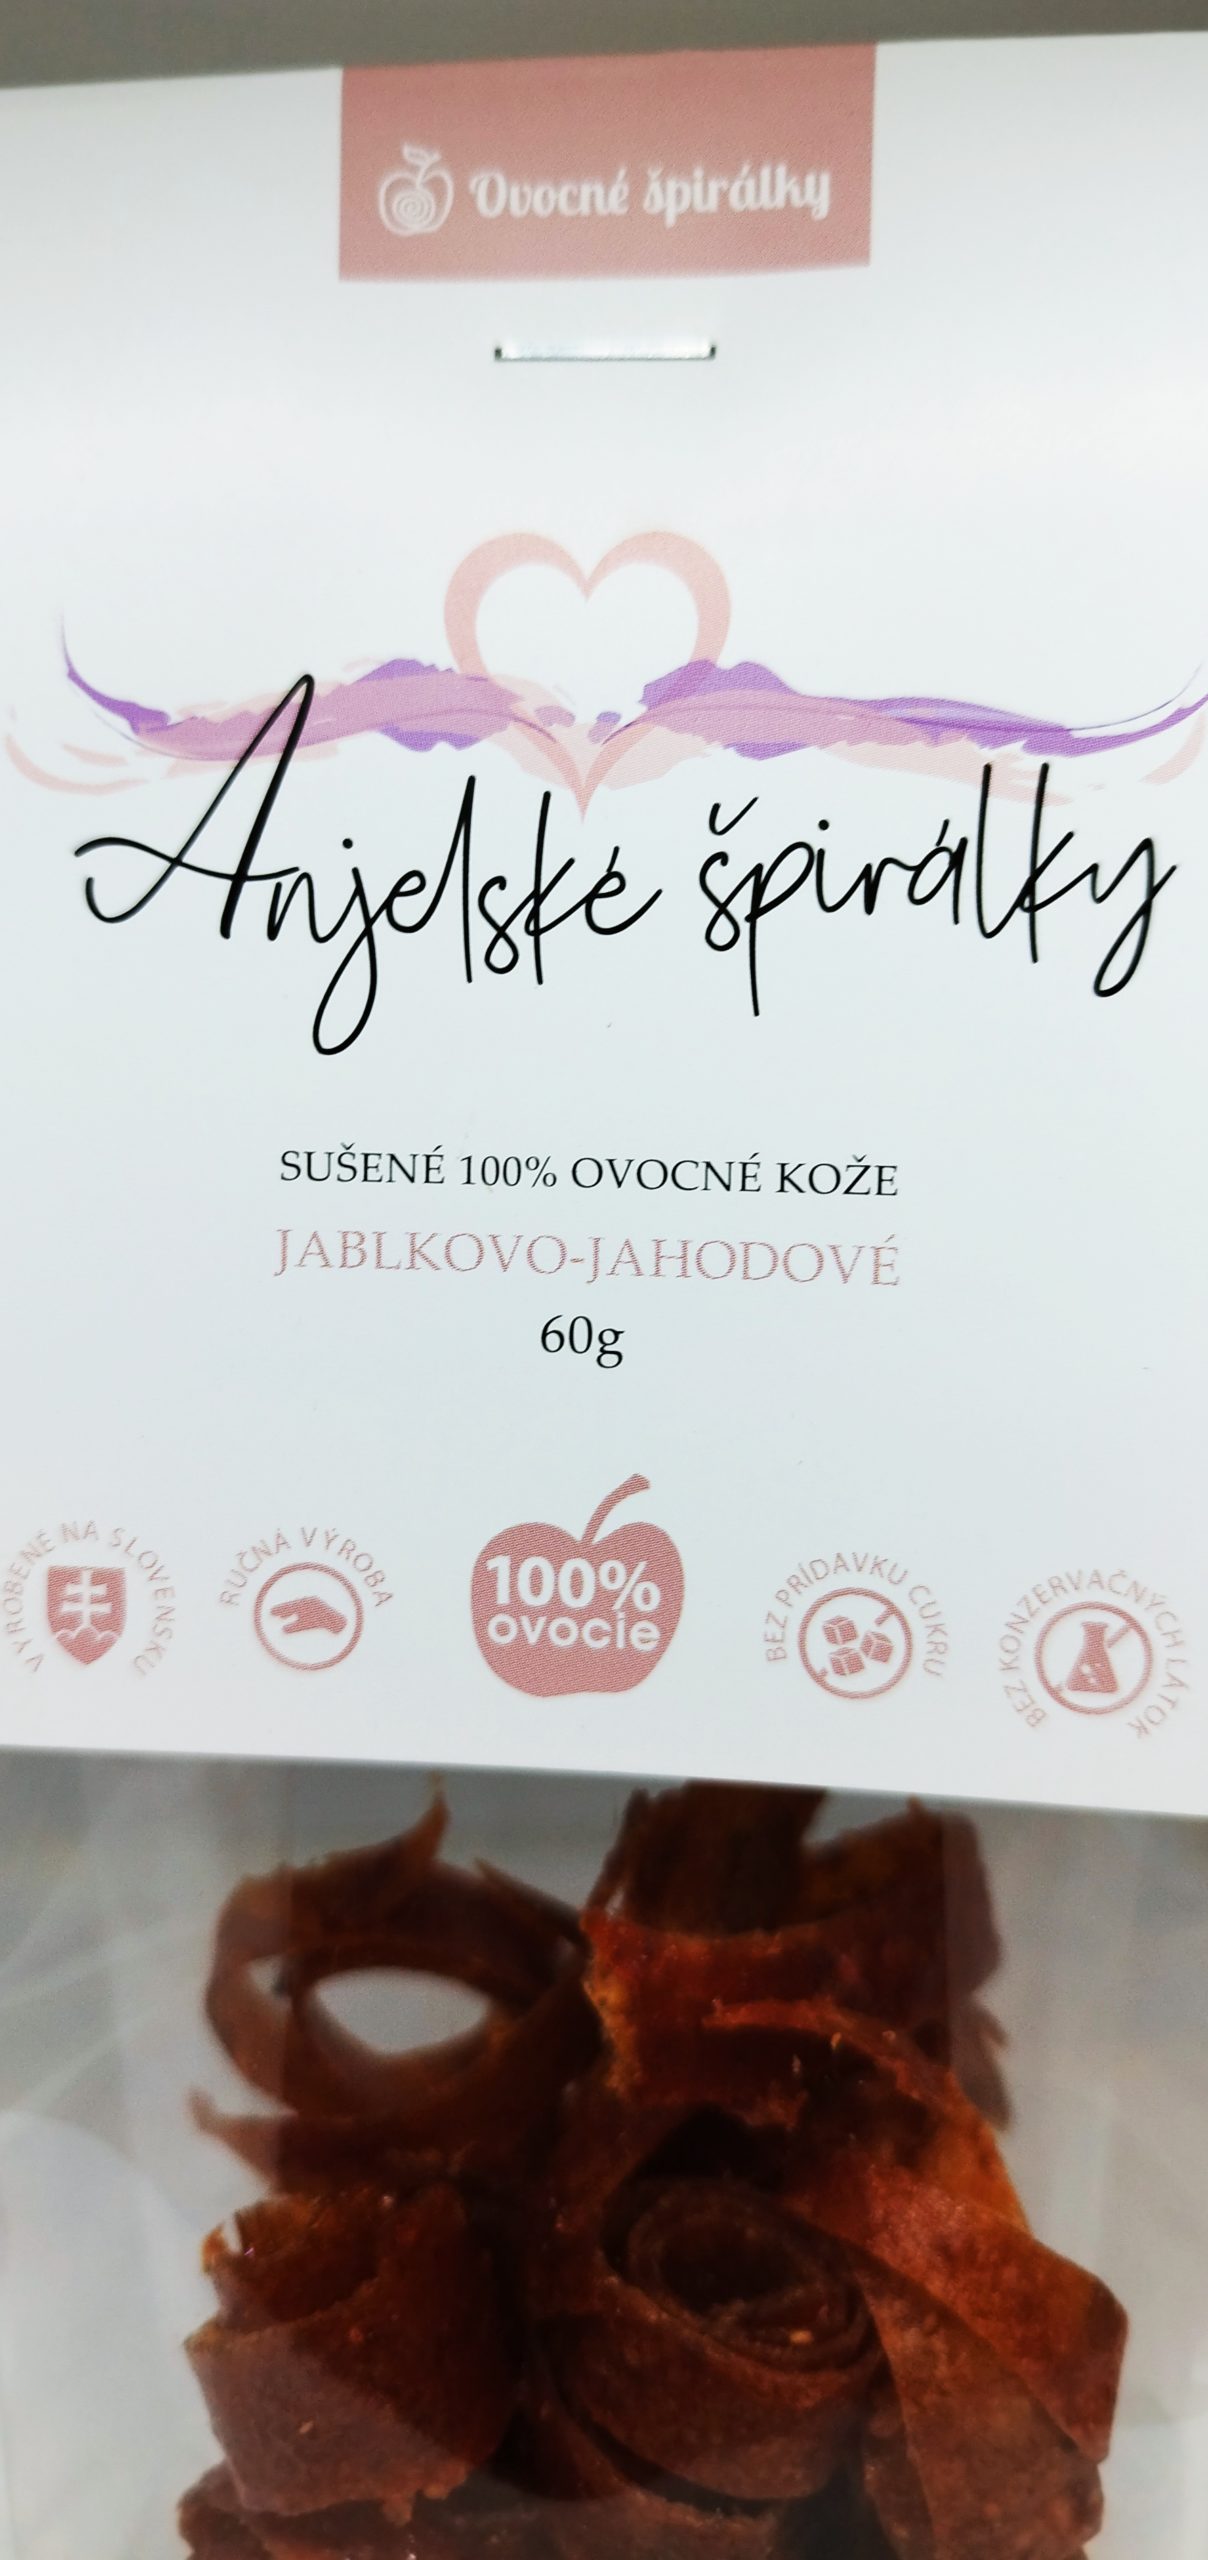 Ovocné špirálky
Anjelské špirálky
SUŠENÉ 100% OVOCNÉ KOŽE
JABLKOVO-JAHODOVÉ
60g
VYROBENÉ NA SLOVENSKU
RUČNÁ VÝROBA
100%
ovocie
BEZ PRÍDAVKU CUKRU
BEZ KONZERVAČNÝCH LÁTOK